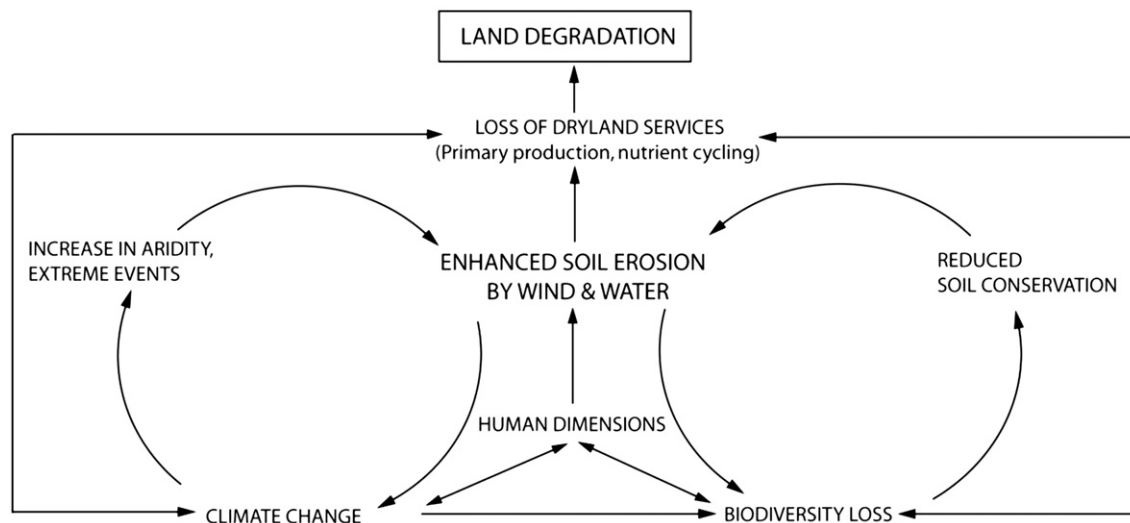 LAND DEGRADATION
LOSS OF DRYLAND SERVICES
(Primary production, nutrient cycling)
INCREASE IN ARIDITY,
EXTREME EVENTS
ENHANCED SOIL EROSION
BY WIND & WATER
REDUCED
SOIL CONSERVATION
HUMAN DIMENSIONS
CLIMATE CHANGE
BIODIVERSITY LOSS